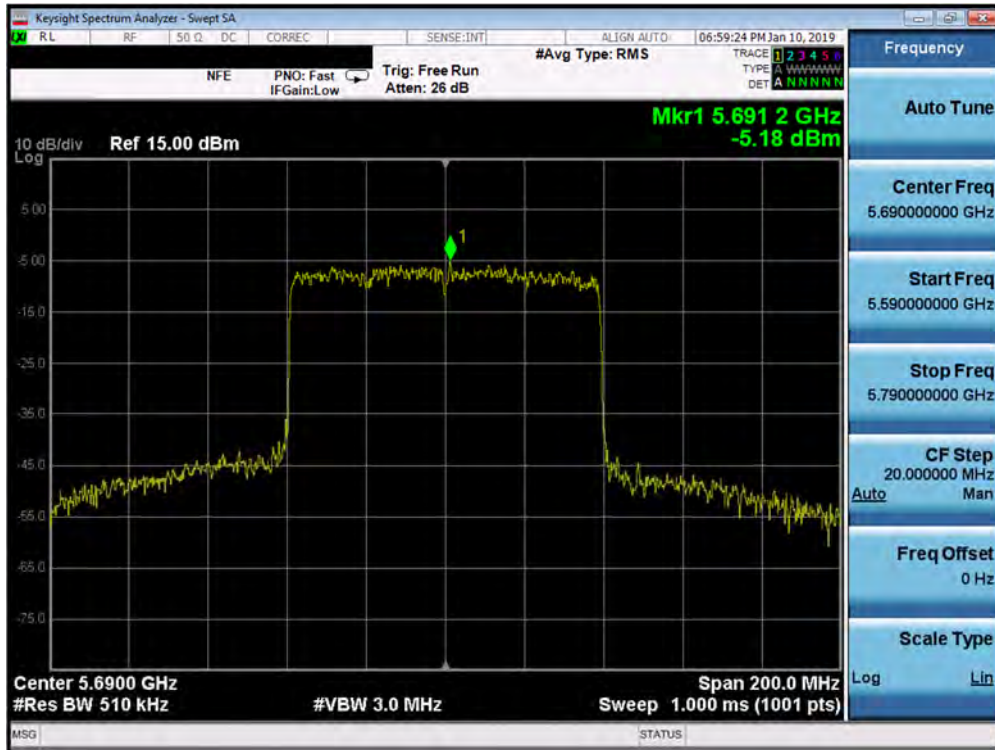 Keysight Spectrum Analyzer - Swept SA
LXI RL RF 50 Ω DC CORREC SENSE:INT ALIGN AUTO 06:59:24 PM Jan 10, 2019
#Avg Type: RMS
TRACE 1 2 3 4 5 6
TYPE A WWWWW
DET A N N N N N
NFE PNO: Fast Trig: Free Run
IFGain:Low Atten: 26 dB
Mkr1 5.691 2 GHz
-5.18 dBm
10 dB/div Ref 15.00 dBm
Log
1
5.00
-5.00
-15.0
-25.0
-35.0
-45.0
-55.0
-65.0
-75.0
Center 5.6900 GHz Span 200.0 MHz
#Res BW 510 kHz #VBW 3.0 MHz Sweep 1.000 ms (1001 pts)
MSG STATUS
Frequency
Auto Tune
Center Freq
5.690000000 GHz
Start Freq
5.590000000 GHz
Stop Freq
5.790000000 GHz
CF Step
20.000000 MHz
Auto Man
Freq Offset
0 Hz
Scale Type
Log Lin